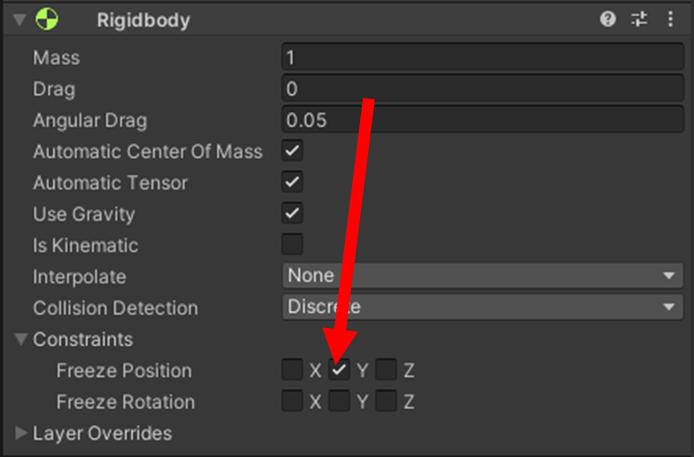 Rigidbody
Mass 1
Drag 0
Angular Drag 0.05
Automatic Center Of Mass
Automatic Tensor
Use Gravity
Is Kinematic
Interpolate None
Collision Detection Discrete
Constraints
Freeze Position X Y Z
Freeze Rotation X Y Z
Layer Overrides